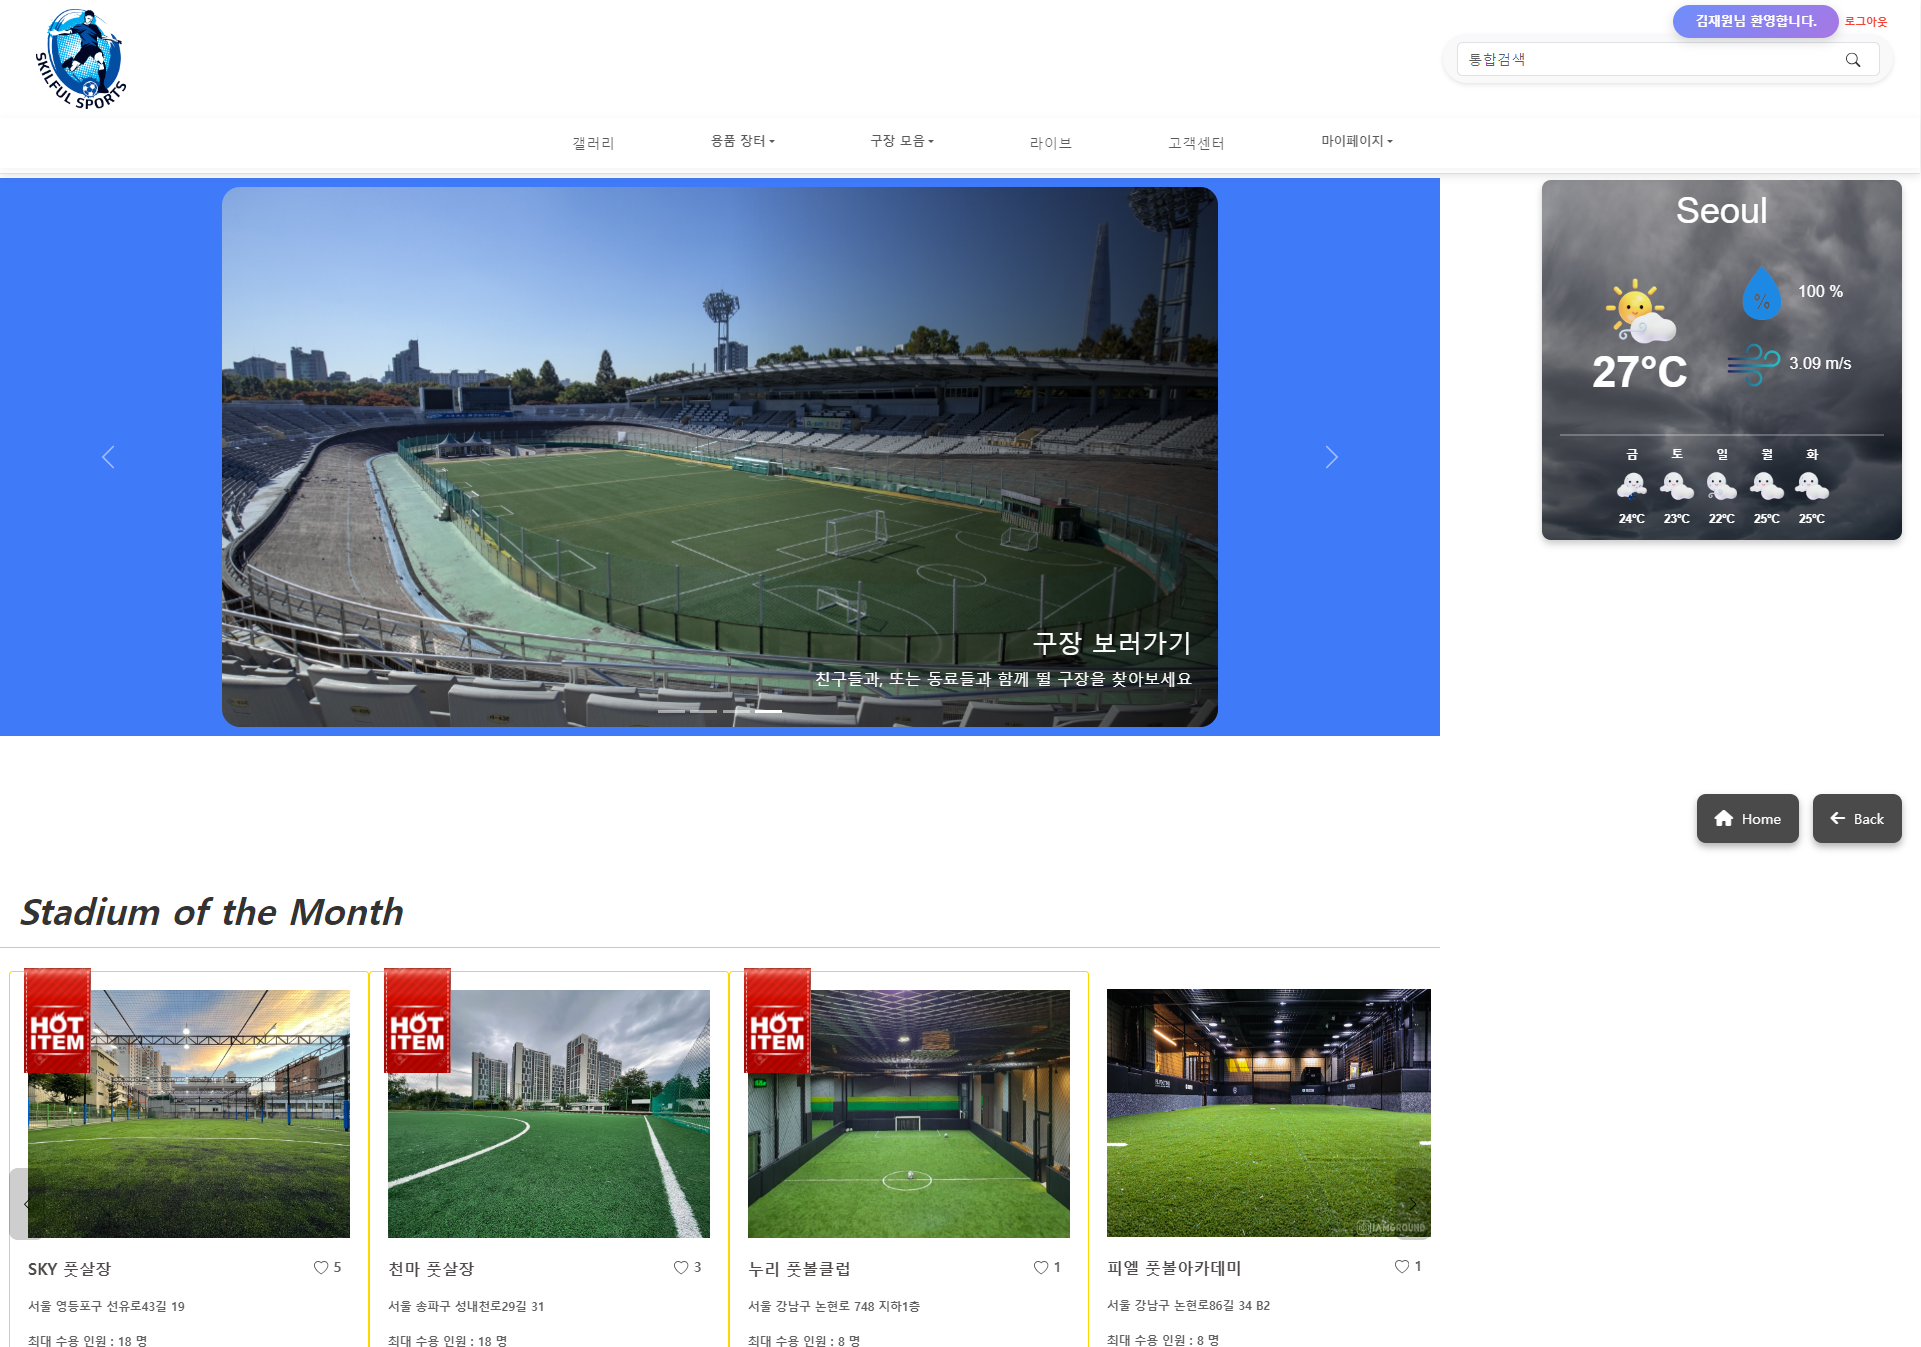 SKILFUL SPORTS
김재원님 환영합니다. 로그아웃
통합검색
갤러리 용품 장터 구장 모음 라이브 고객센터 마이페이지
구장 보러가기
친구들과, 또는 동료들과 함께 뛸 구장을 찾아보세요
Seoul
% 100 %
27°C 3.09 m/s
금 토 일 월 화
24°C 23°C 22°C 25°C 25°C
Home Back
Stadium of the Month
HOT ITEM
HOT ITEM
HOT ITEM
IAMGROUND
SKY 풋살장 5
서울 영등포구 선유로43길 19
최대 수용 인원 : 18 명
천마 풋살장 3
서울 송파구 성내천로29길 31
최대 수용 인원 : 18 명
누리 풋볼클럽 1
서울 강남구 논현로 748 지하1층
최대 수용 인원 : 8 명
피엘 풋볼아카데미 1
서울 강남구 논현로86길 34 B2
최대 수용 인원 : 8 명